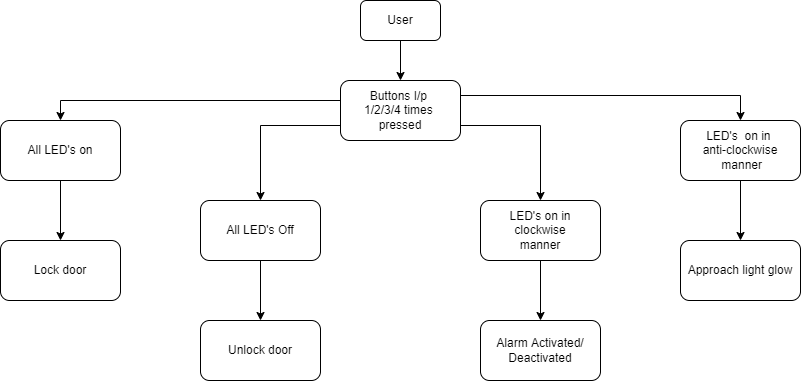 User
Buttons I/p
1/2/3/4 times
pressed
All LED's on
LED's  on in
anti-clockwise
manner
All LED's Off
LED's on in
clockwise
manner
Lock door
Approach light glow
Unlock door
Alarm Activated/
Deactivated